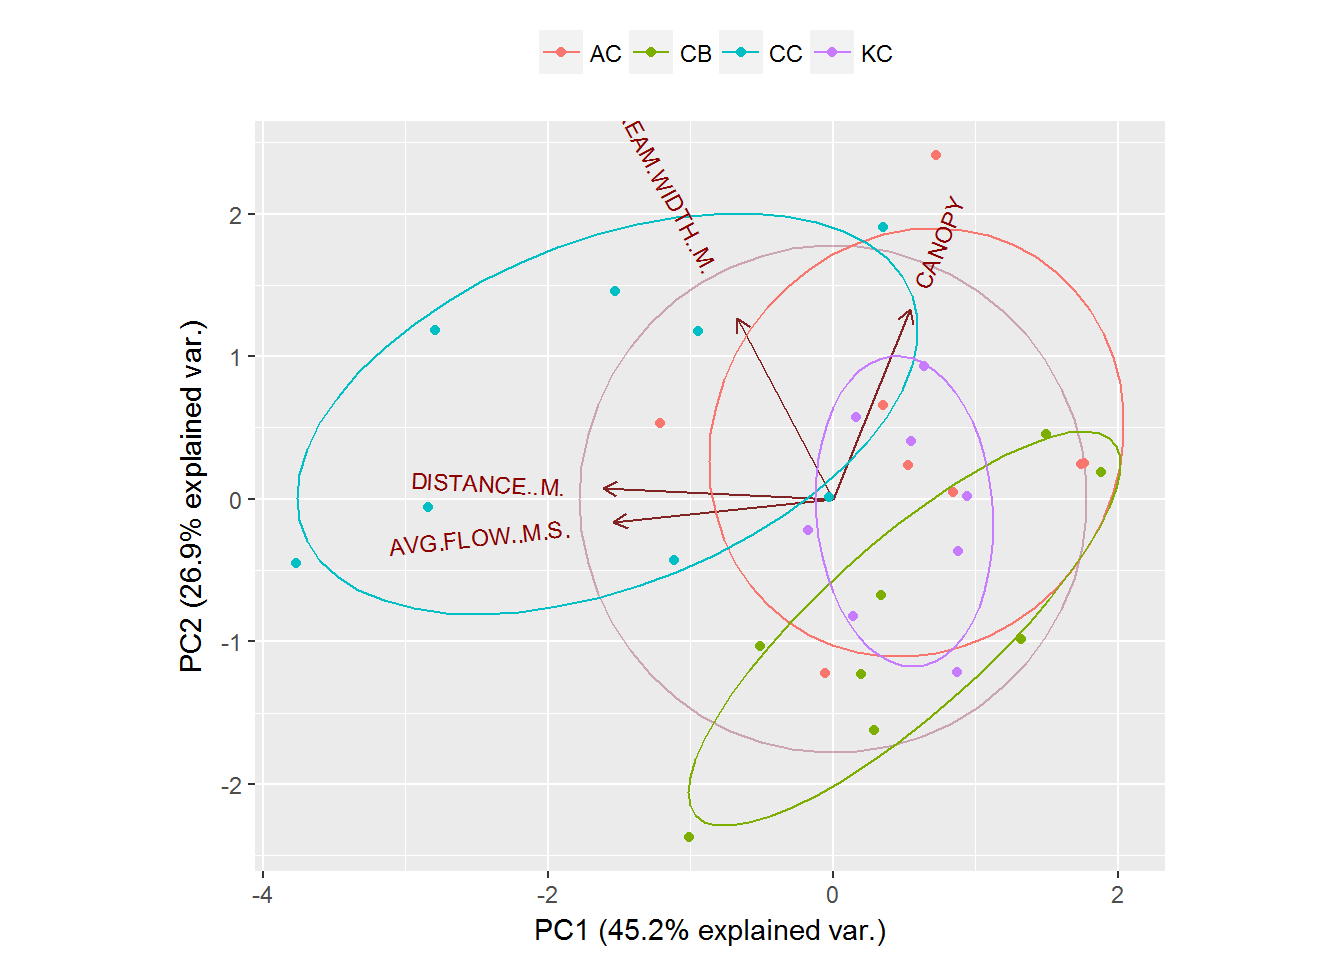 AC CB CC KC
EAM.WIDTH..M.
CANOPY
DISTANCE..M.
AVG.FLOW..M.S.
PC2 (26.9% explained var.)
2
1
0
-1
-2
-4 -2 0 2
PC1 (45.2% explained var.)